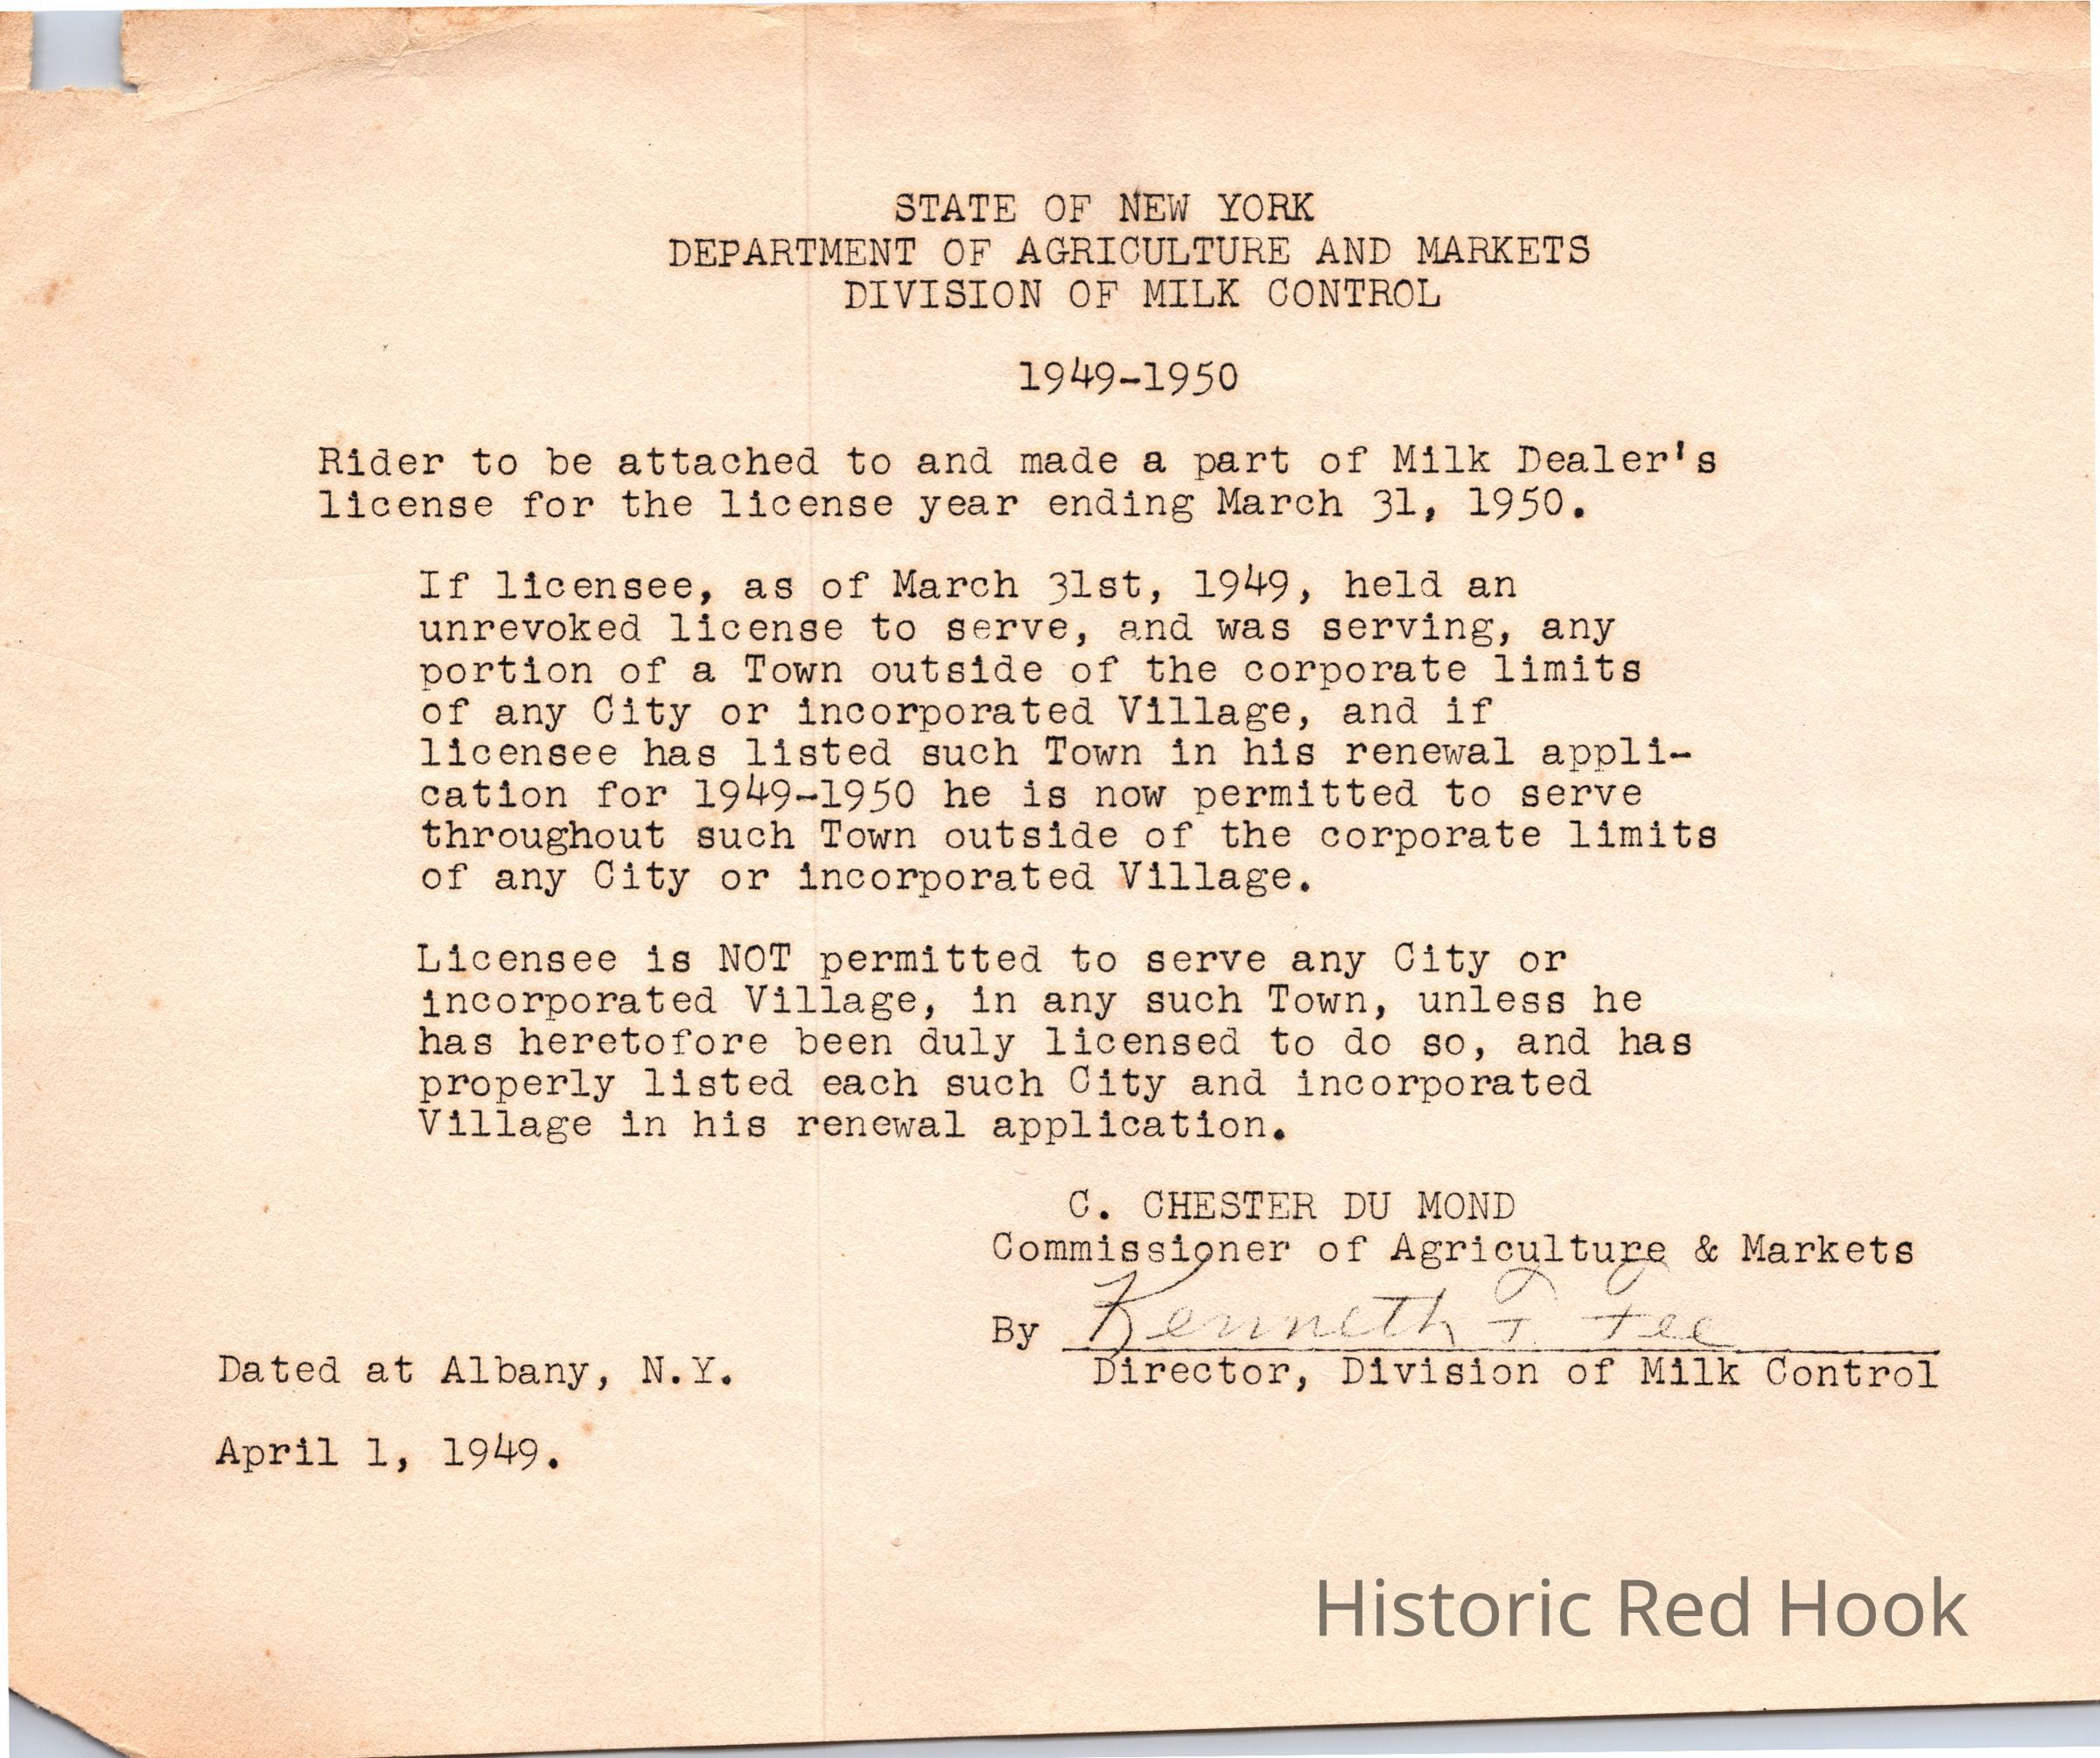 STATE OF NEW YORK
DEPARTMENT OF AGRICULTURE AND MARKETS
DIVISION OF MILK CONTROL
1949-1950
Rider to be attached to and made a part of Milk Dealer's
license for the license year ending March 31, 1950.
If licensee, as of March 31st, 1949, held an
unrevoked license to serve, and was serving, any
portion of a Town outside of the corporate limits
of any City or incorporated Village, and if
licensee has listed such Town in his renewal appli-
cation for 1949-1950 he is now permitted to serve
throughout such Town outside of the corporate limits
of any City or incorporated Village.
Licensee is NOT permitted to serve any City or
incorporated Village, in any such Town, unless he
has heretofore been duly licensed to do so, and has
properly listed each such City and incorporated
Village in his renewal application.
C. CHESTER DU MOND
Commissioner of Agriculture & Markets
By Kenneth F. Fee
Director, Division of Milk Control
Dated at Albany, N.Y.
April 1, 1949.
Historic Red Hook